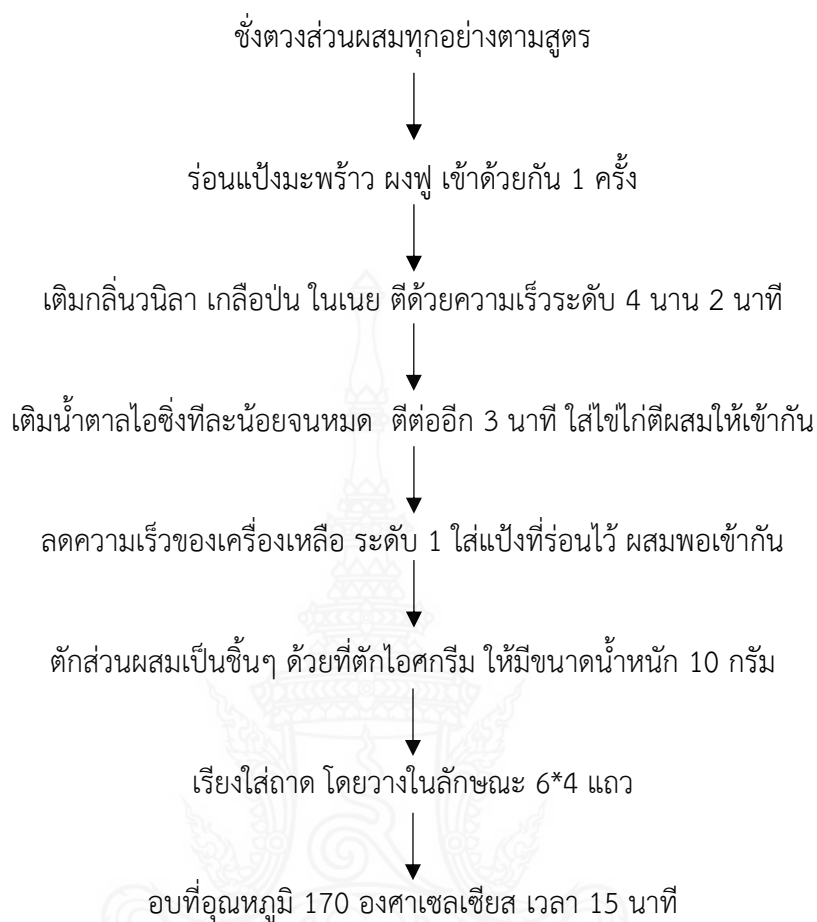 ชั่งตวงส่วนผสมทุกอย่างตามสูตร
ร่อนแป้งมะพร้าว ผงฟู เข้าด้วยกัน 1 ครั้ง
เติมกลิ่นวนิลา เกลือป่น ในเนย ตีด้วยความเร็วระดับ 4 นาน 2 นาที
เติมน้ำตาลไอซิ่งทีละน้อยจนหมด ตีต่ออีก 3 นาที ใส่ไข่ไก่ตีผสมให้เข้ากัน
ลดความเร็วของเครื่องเหลือ ระดับ 1 ใส่แป้งที่ร่อนไว้ ผสมพอเข้ากัน
ตักส่วนผสมเป็นชิ้นๆ ด้วยที่ตักไอศกรีม ให้มีขนาดน้ำหนัก 10 กรัม
เรียงใส่ถาด โดยวางในลักษณะ 6*4 แถว
อบที่อุณหภูมิ 170 องศาเซลเซียส เวลา 15 นาที